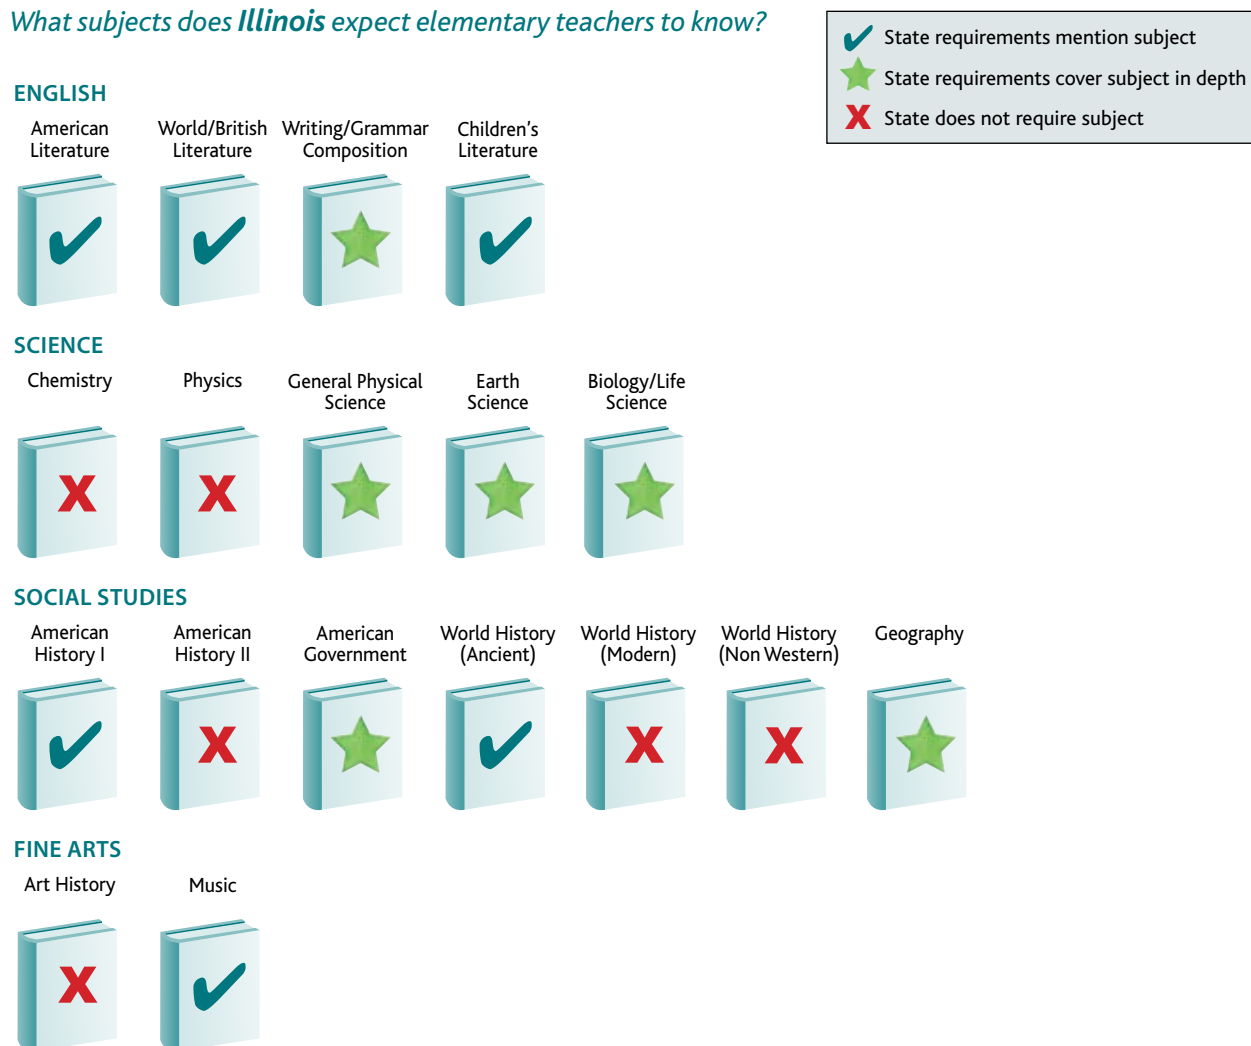 What subjects does Illinois expect elementary teachers to know?
State requirements mention subject
State requirements cover subject in depth
State does not require subject
ENGLISH
American
Literature
World/British
Literature
Writing/Grammar
Composition
Children's
Literature
SCIENCE
Chemistry
Physics
General Physical
Science
Earth
Science
Biology/Life
Science
SOCIAL STUDIES
American
History I
American
History II
American
Government
World History
(Ancient)
World History
(Modern)
World History
(Non Western)
Geography
FINE ARTS
Art History
Music